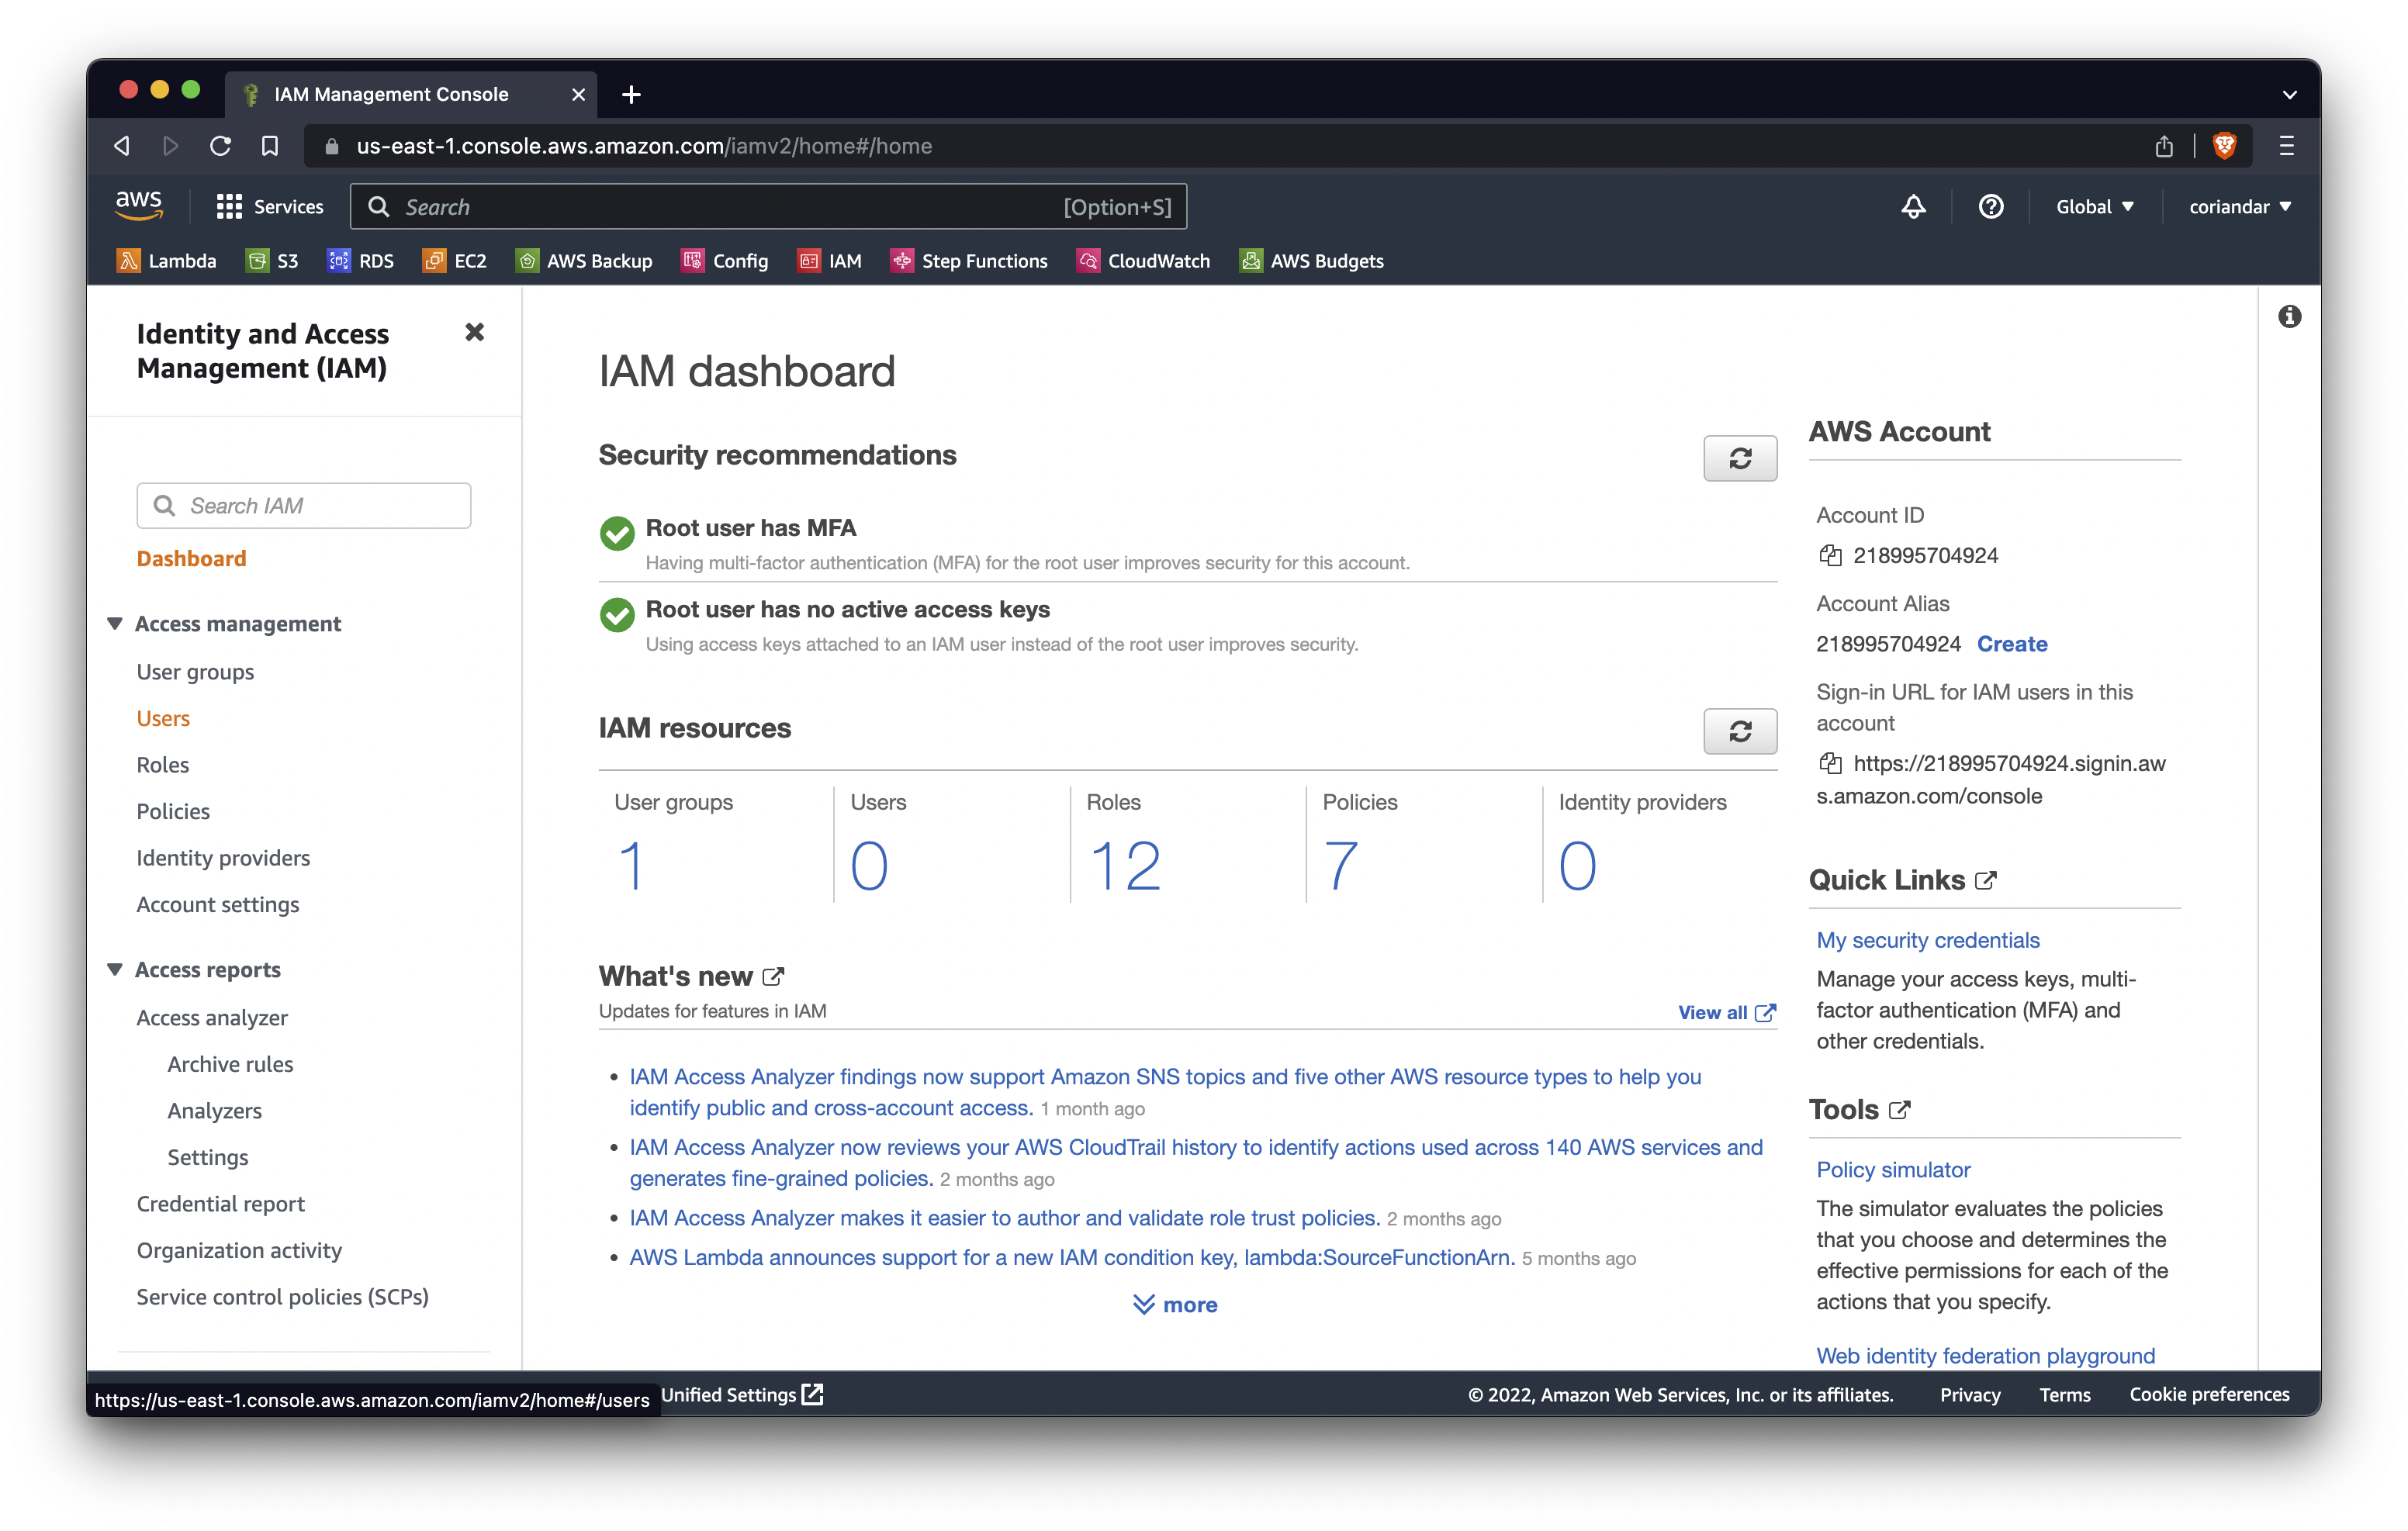 IAM Management Console
us-east-1.console.aws.amazon.com/iamv2/home#/home
aws
Services
Search
[Option+S]
Global
coriandar
Lambda
S3
RDS
EC2
AWS Backup
Config
IAM
Step Functions
CloudWatch
AWS Budgets
Identity and Access
Management (IAM)
Search IAM
Dashboard
Access management
User groups
Users
Roles
Policies
Identity providers
Account settings
Access reports
Access analyzer
Archive rules
Analyzers
Settings
Credential report
Organization activity
Service control policies (SCPs)
IAM dashboard
Security recommendations
Root user has MFA
Having multi-factor authentication (MFA) for the root user improves security for this account.
Root user has no active access keys
Using access keys attached to an IAM user instead of the root user improves security.
IAM resources
User groups
1
Users
0
Roles
12
Policies
7
Identity providers
0
What's new
Updates for features in IAM
View all
• IAM Access Analyzer findings now support Amazon SNS topics and five other AWS resource types to help you
identify public and cross-account access. 1 month ago
• IAM Access Analyzer now reviews your AWS CloudTrail history to identify actions used across 140 AWS services and
generates fine-grained policies. 2 months ago
• IAM Access Analyzer makes it easier to author and validate role trust policies. 2 months ago
• AWS Lambda announces support for a new IAM condition key, lambda:SourceFunctionArn. 5 months ago
more
AWS Account
Account ID
218995704924
Account Alias
218995704924 Create
Sign-in URL for IAM users in this
account
https://218995704924.signin.aw
s.amazon.com/console
Quick Links
My security credentials
Manage your access keys, multi-
factor authentication (MFA) and
other credentials.
Tools
Policy simulator
The simulator evaluates the policies
that you choose and determines the
effective permissions for each of the
actions that you specify.
Web identity federation playground
https://us-east-1.console.aws.amazon.com/iamv2/home#/users
Unified Settings
© 2022, Amazon Web Services, Inc. or its affiliates.
Privacy
Terms
Cookie preferences